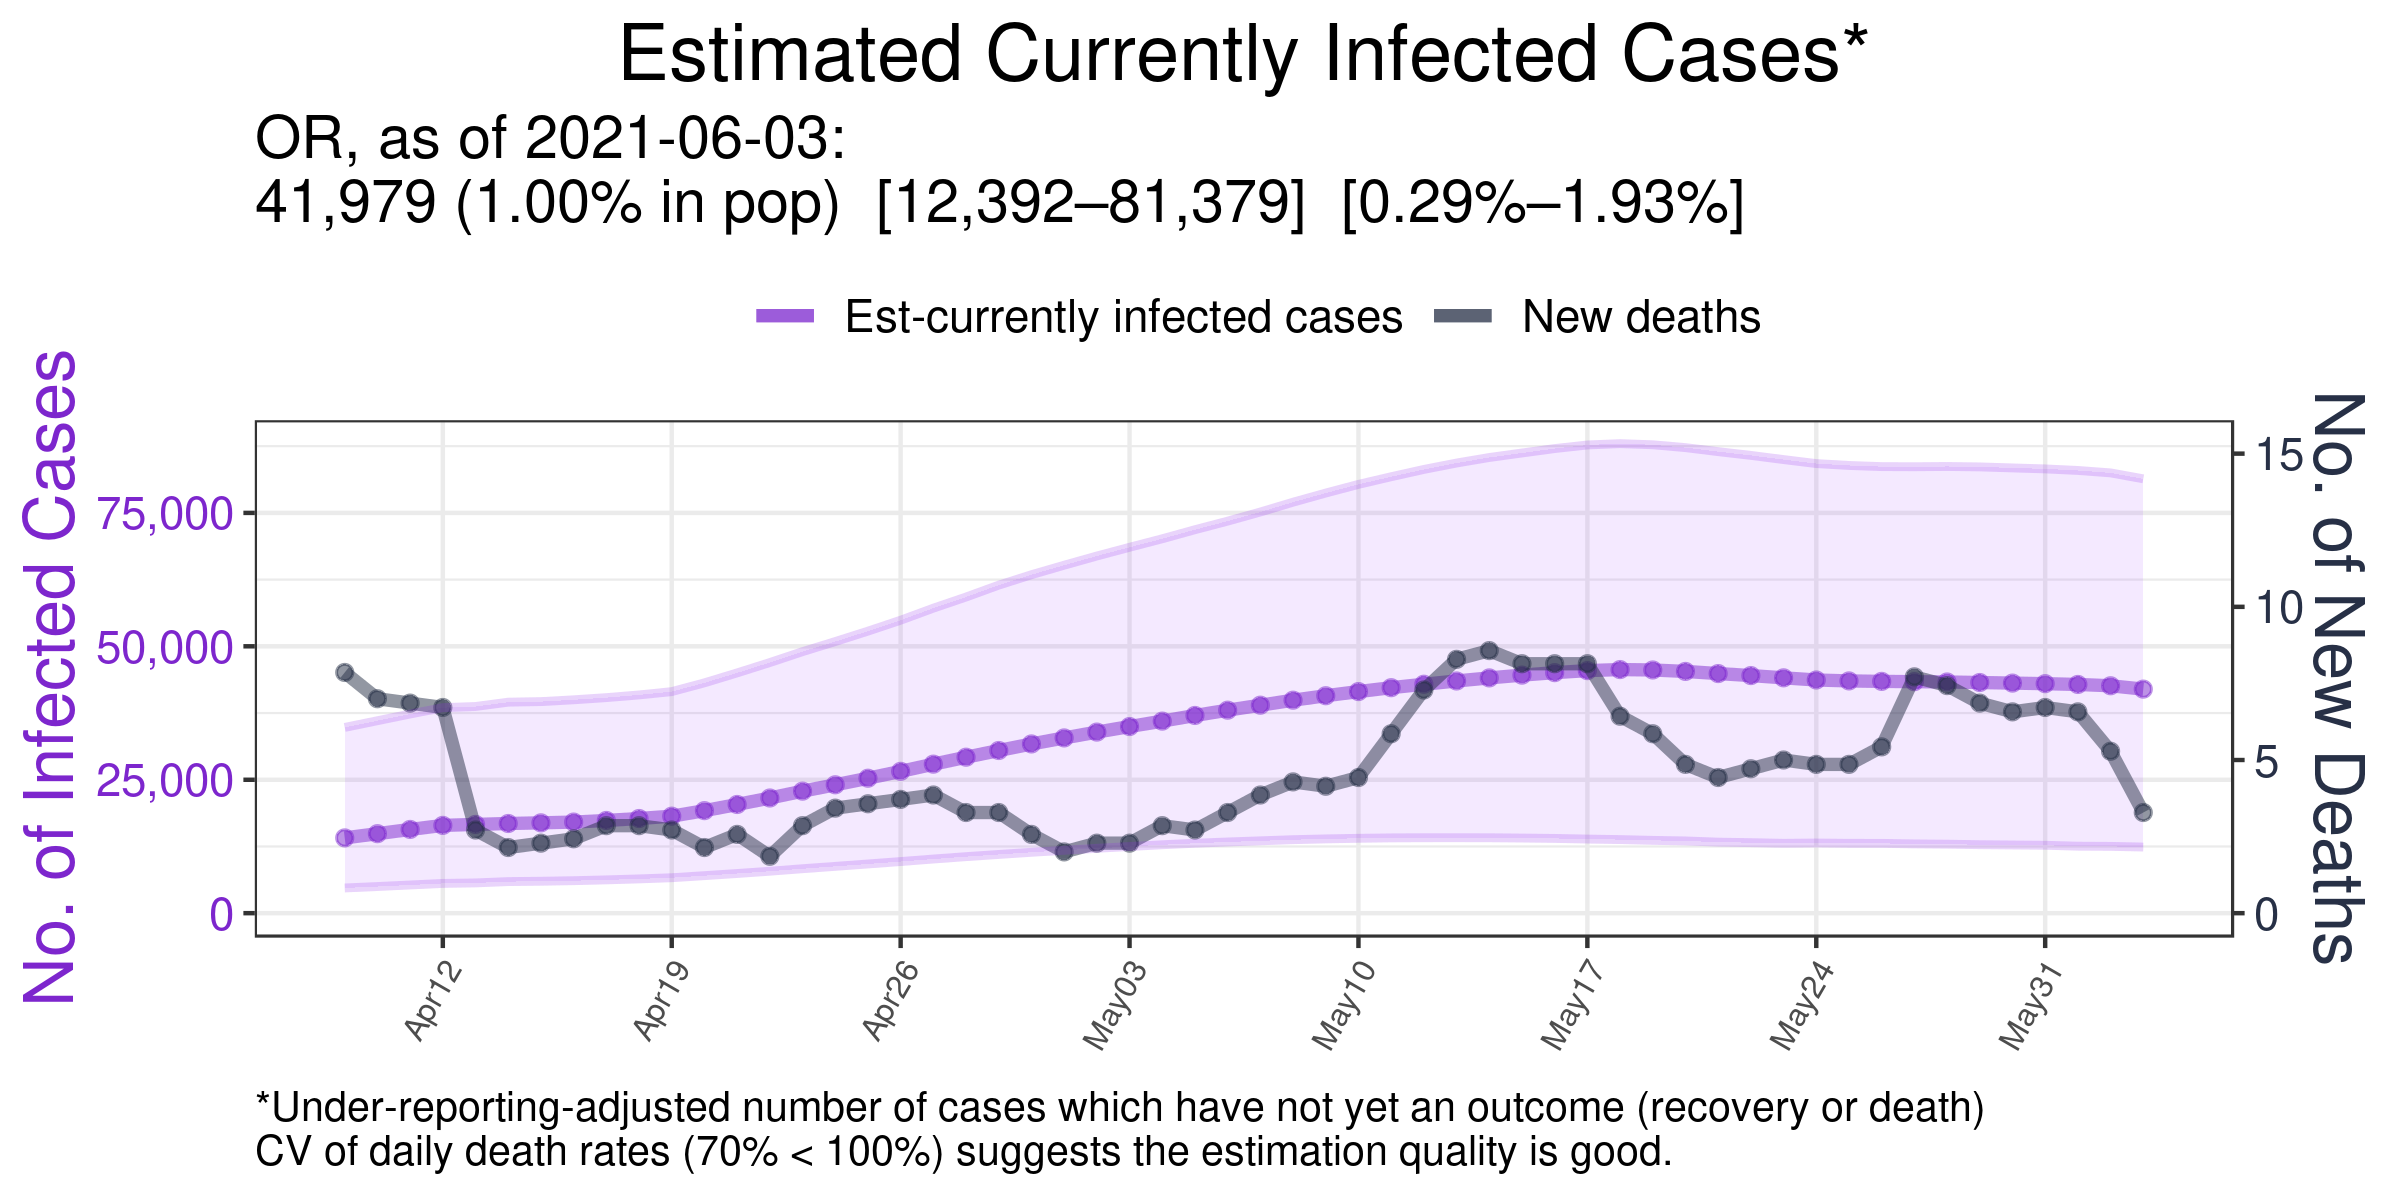 Estimated Currently Infected Cases*
OR, as of 2021-06-03:
41,979 (1.00% in pop)  [12,392–81,379]  [0.29%–1.93%]
Est-currently infected cases
New deaths
No. of Infected Cases
75,000
50,000
25,000
0
15
10
5
0
No. of New Deaths
Apr12
Apr19
Apr26
May03
May10
May17
May24
May31
*Under-reporting-adjusted number of cases which have not yet an outcome (recovery or death)
CV of daily death rates (70% < 100%) suggests the estimation quality is good.